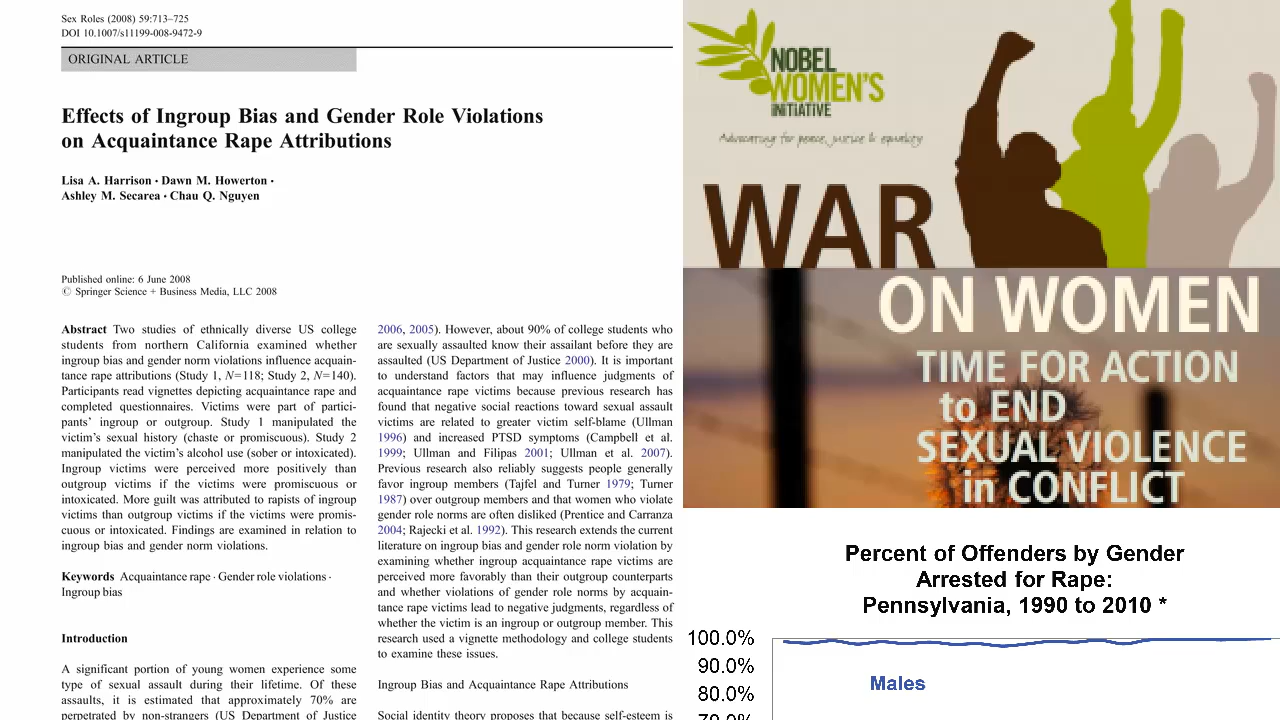 Sex Roles (2008) 59:713–725
DOI 10.1007/s11199-008-9472-9
ORIGINAL ARTICLE
Effects of Ingroup Bias and Gender Role Violations
on Acquaintance Rape Attributions
Lisa A. Harrison · Dawn M. Howerton ·
Ashley M. Secarea · Chau Q. Nguyen
Published online: 6 June 2008
© Springer Science + Business Media, LLC 2008
Abstract Two studies of ethnically diverse US college
students from northern California examined whether
ingroup bias and gender norm violations influence acquain-
tance rape attributions (Study 1, N=118; Study 2, N=140).
Participants read vignettes depicting acquaintance rape and
completed questionnaires. Victims were part of partici-
pants' ingroup or outgroup. Study 1 manipulated the
victim's sexual history (chaste or promiscuous). Study 2
manipulated the victim's alcohol use (sober or intoxicated).
Ingroup victims were perceived more positively than
outgroup victims if the victims were promiscuous or
intoxicated. More guilt was attributed to rapists of ingroup
victims than outgroup victims if the victims were promis-
cuous or intoxicated. Findings are examined in relation to
ingroup bias and gender norm violations.
Keywords Acquaintance rape · Gender role violations ·
Ingroup bias
Introduction
A significant portion of young women experience some
type of sexual assault during their lifetime. Of these
assaults, it is estimated that approximately 70% are
perpetrated by non-strangers (US Department of Justice
2006, 2005). However, about 90% of college students who
are sexually assaulted know their assailant before they are
assaulted (US Department of Justice 2000). It is important
to understand factors that may influence judgments of
acquaintance rape victims because previous research has
found that negative social reactions toward sexual assault
victims are related to greater victim self-blame (Ullman
1996) and increased PTSD symptoms (Campbell et al.
1999; Ullman and Filipas 2001; Ullman et al. 2007).
Previous research also reliably suggests people generally
favor ingroup members (Tajfel and Turner 1979; Turner
1987) over outgroup members and that women who violate
gender role norms are often disliked (Prentice and Carranza
2004; Rajecki et al. 1992). This research extends the current
literature on ingroup bias and gender role norm violation by
examining whether ingroup acquaintance rape victims are
perceived more favorably than their outgroup counterparts
and whether violations of gender role norms by acquain-
tance rape victims lead to negative judgments, regardless of
whether the victim is an ingroup or outgroup member. This
research used a vignette methodology and college students
to examine these issues.
Ingroup Bias and Acquaintance Rape Attributions
Social identity theory proposes that because self-esteem is
NOBEL
WOMEN'S
INITIATIVE
Advocating for peace, justice & equality
WAR
ON WOMEN
TIME FOR ACTION
to END
SEXUAL VIOLENCE
in CONFLICT
Percent of Offenders by Gender
Arrested for Rape:
Pennsylvania, 1990 to 2010 *
100.0%
90.0%
Males
80.0%